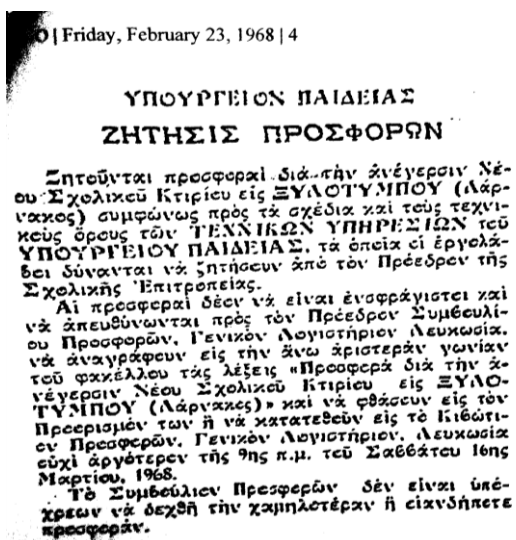 Ο | Friday, February 23, 1968 | 4
ΥΠΟΥΡΓΕΙΟΝ ΠΑΙΔΕΙΑΣ
ΖΗΤΗΣΙΣ ΠΡΟΣΦΟΡΩΝ
Ζητοῦνται προσφοραὶ διὰ τὴν ἀνέγερσιν Νέ-
ου Σχολικοῦ Κτιρίου εἰς ΞΥΛΟΤΥΜΠΟΥ (Λάρ-
νακος) συμφώνως πρὸς τὰ σχέδια καὶ τοὺς τεχνι-
κοὺς ὅρους τῶν ΤΕΧΝΙΚΩΝ ΥΠΗΡΕΣΙΩΝ τοῦ
ΥΠΟΥΡΓΕΙΟΥ ΠΑΙΔΕΙΑΣ, τὰ ὁποῖα οἱ ἐργολά-
βοι δύνανται νὰ ζητήσουν ἀπὸ τὸν Πρόεδρον τῆς
Σχολικῆς Ἐπιτροπείας.
Αἱ προσφοραὶ δέον νὰ εἶναι ἐνσφράγιστοι καὶ
νὰ ἀπευθύνωνται πρὸς τὸν Πρόεδρον Συμβουλί-
ου Προσφορῶν, Γενικὸν Λογιστήριον Λευκωσία,
νὰ ἀναγράφουν εἰς τὴν ἄνω ἀριστερὰν γωνίαν
τοῦ φακέλλου τὰς λέξεις «Προσφορὰ διὰ τὴν ἀ-
νέγερσιν Νέου Σχολικοῦ Κτιρίου εἰς ΞΥΛΟ-
ΤΥΜΠΟΥ (Λάρνακος)» καὶ νὰ φθάσουν εἰς τὸν
Προορισμόν των ἢ νὰ κατατεθοῦν εἰς τὸ Κιβώτι-
ον Προσφορῶν, Γενικὸν Λογιστήριον, Λευκωσία
οὐχὶ ἀργότερον τῆς 9ης π.μ. τοῦ Σαββάτου 16ης
Μαρτίου, 1968.
Τὸ Συμβούλιον Προσφορῶν δὲν εἶναι ὑπό-
χρεων νὰ δεχθῇ τὴν χαμηλοτέραν ἢ οἱανδήποτε
προσφοράν.